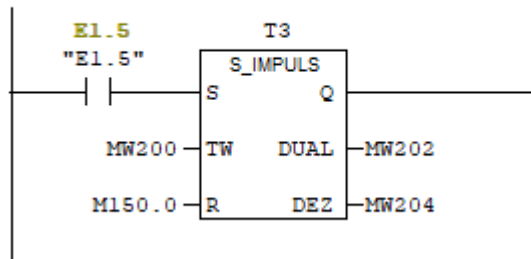 E1.5 T3
"E1.5" S_IMPULS
S Q
MW200 TW DUAL MW202
M150.0 R DEZ MW204